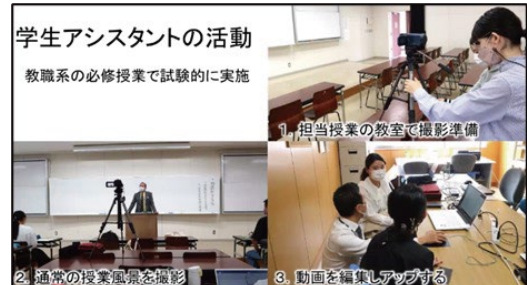 学生アシスタントの活動
教職系の必修授業で試験的に実施
1. 担当授業の教室で撮影準備
2. 通常の授業風景を撮影
3. 動画を編集しアップする